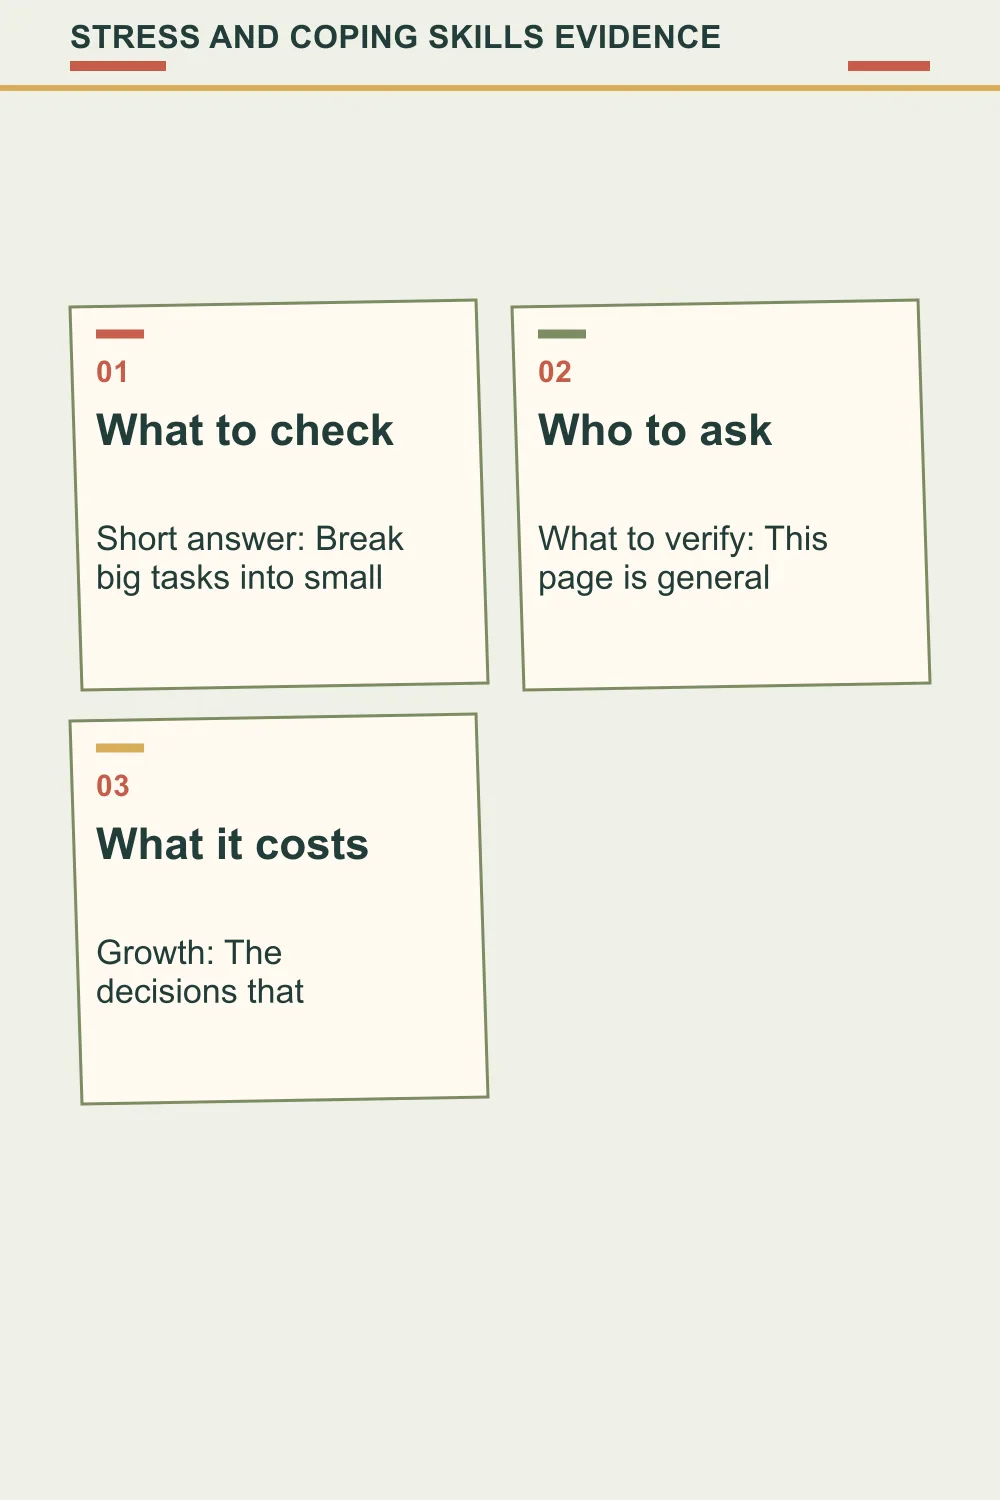 STRESS AND COPING SKILLS EVIDENCE
01
What to check
Short answer: Break
big tasks into small
02
Who to ask
What to verify: This
page is general
03
What it costs
Growth: The
decisions that